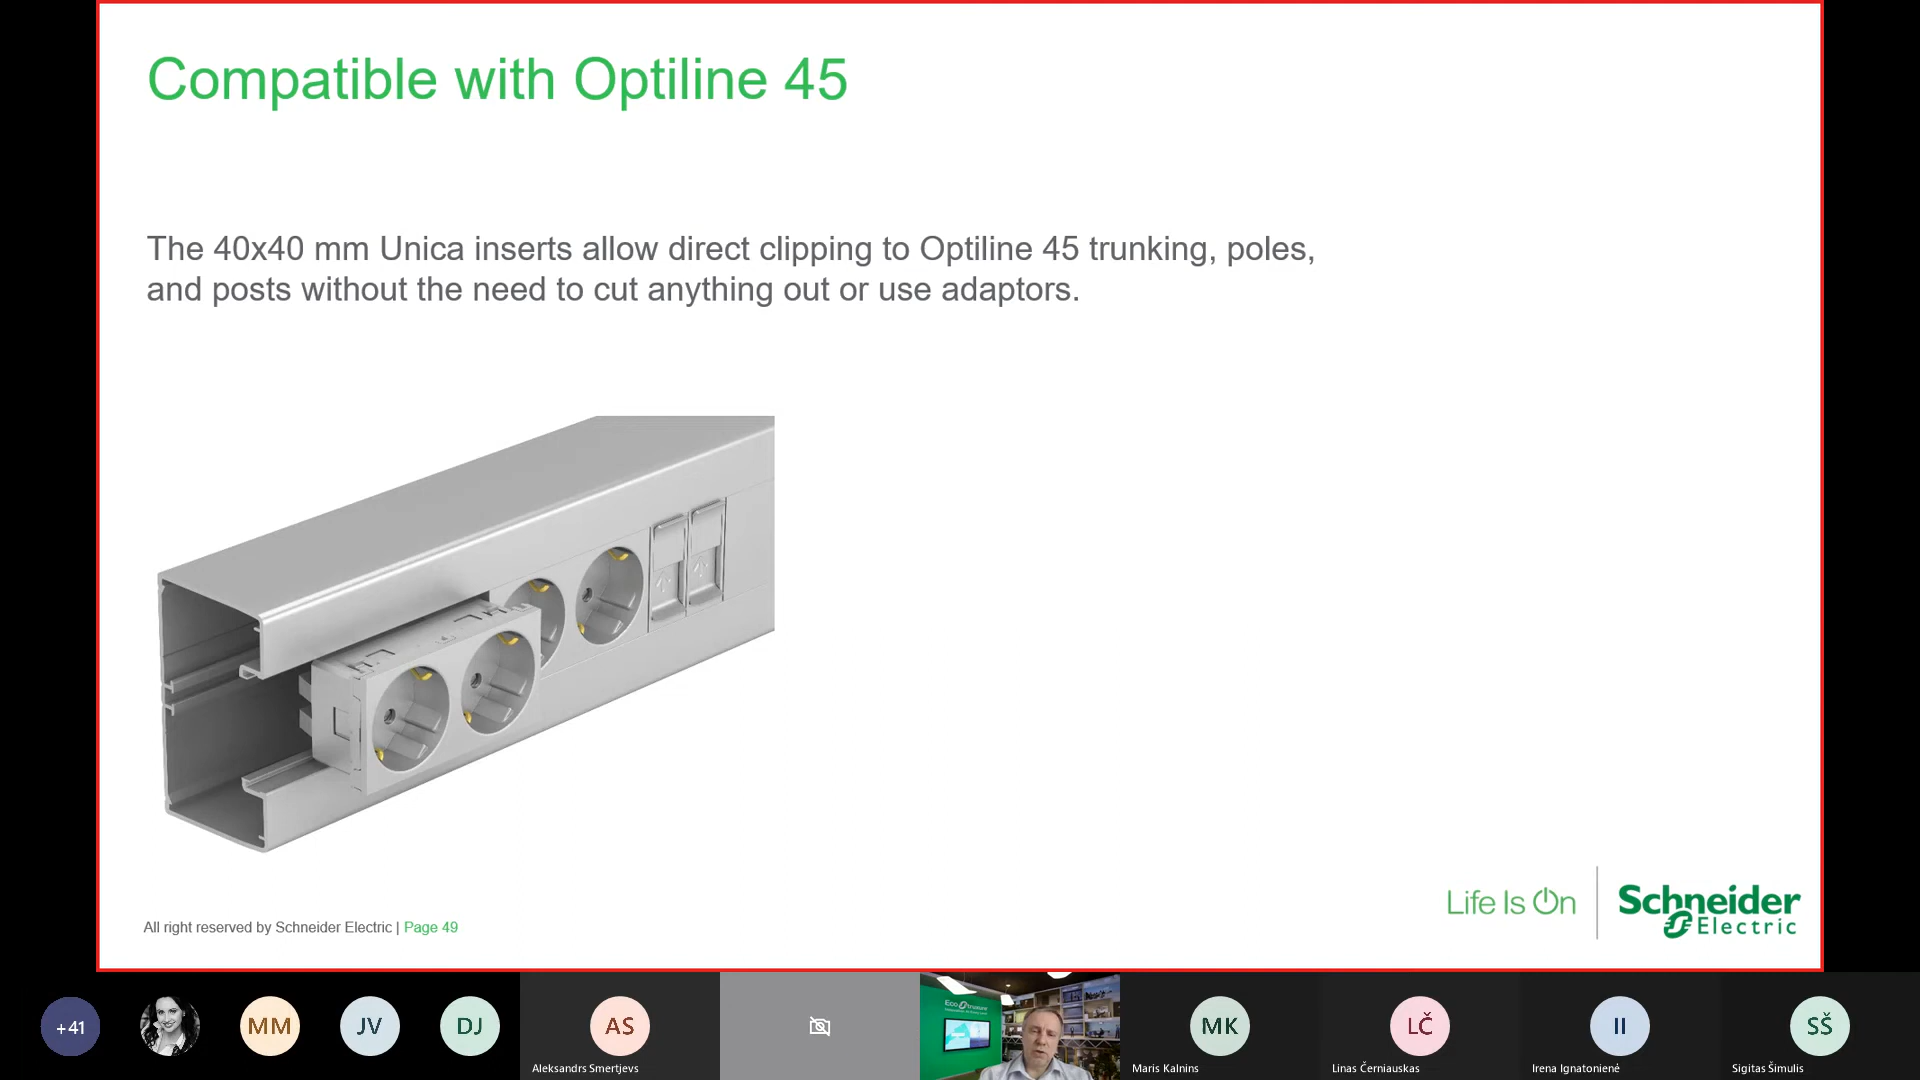 Compatible with Optiline 45
The 40x40 mm Unica inserts allow direct clipping to Optiline 45 trunking, poles,
and posts without the need to cut anything out or use adaptors.
Life Is On
Schneider
Electric
All right reserved by Schneider Electric | Page 49
+41
MM
JV
DJ
AS
Aleksandrs Smertjevs
MK
Maris Kalnins
LČ
Linas Černiauskas
II
Irena Ignatonienė
SŠ
Sigitas Šimulis